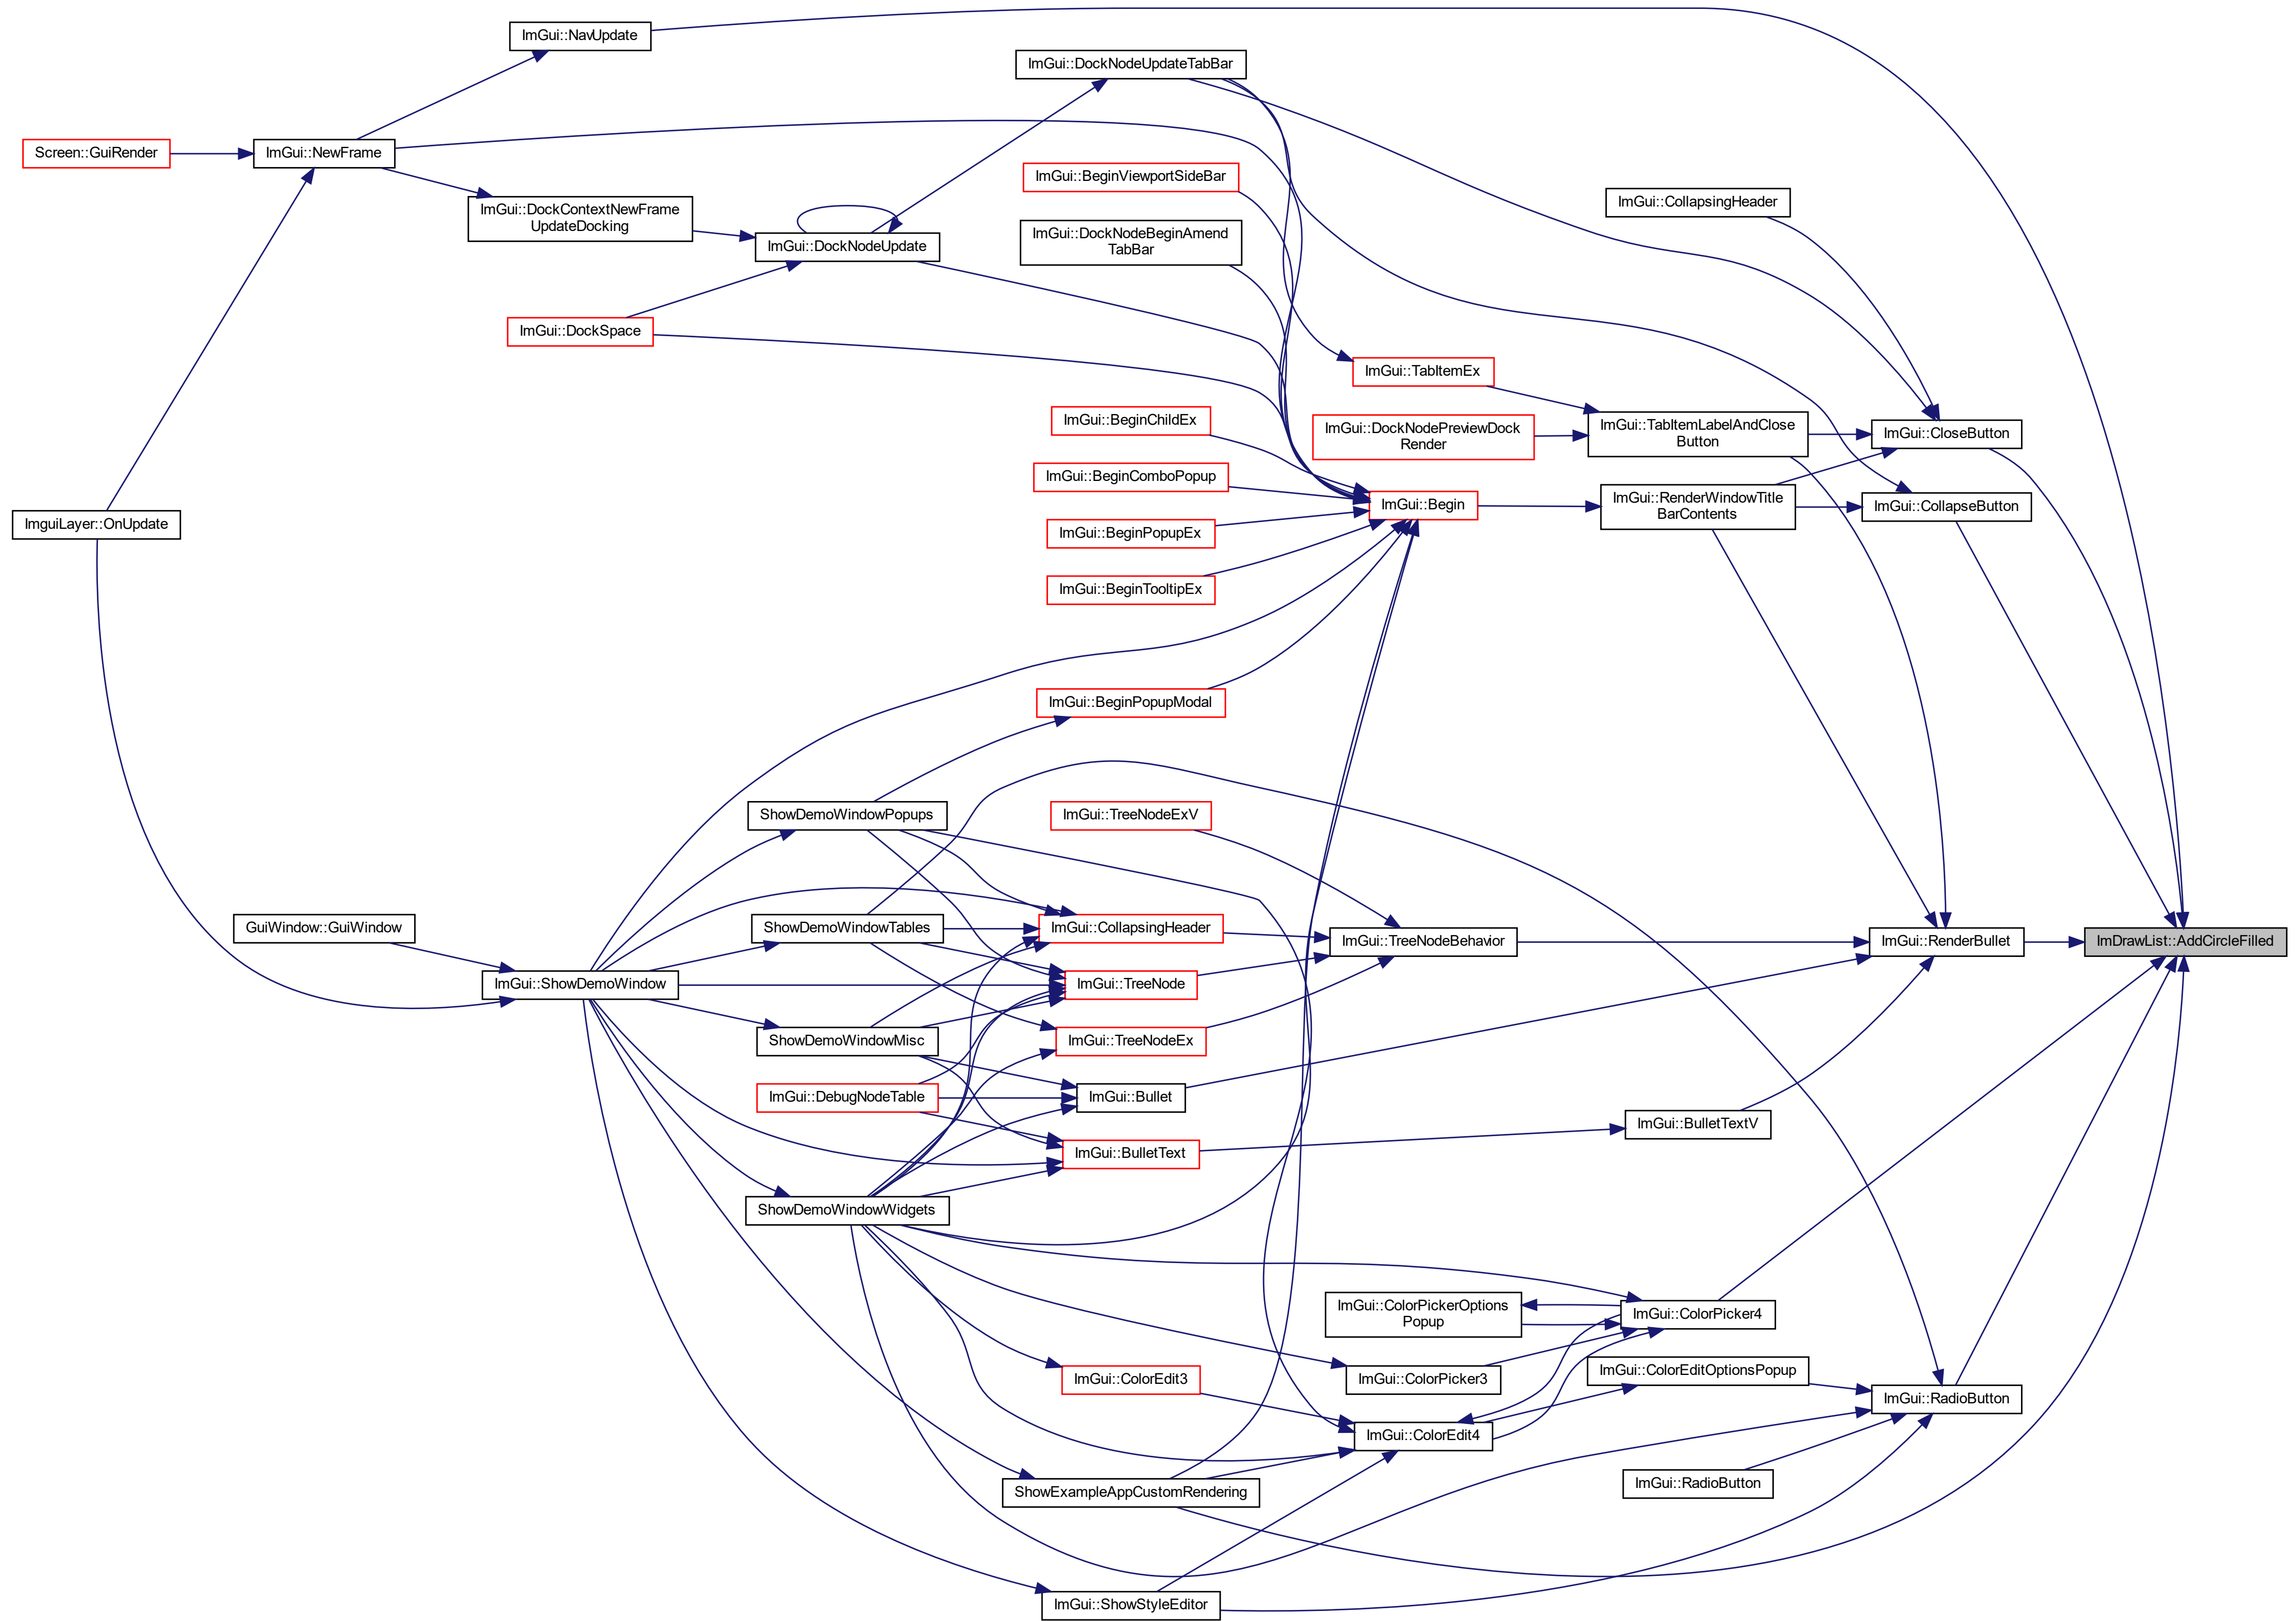 ImGui::NavUpdate
ImGui::DockNodeUpdateTabBar
Screen::GuiRender
ImGui::NewFrame
ImGui::BeginViewportSideBar
ImGui::CollapsingHeader
ImGui::DockContextNewFrame
UpdateDocking
ImGui::DockNodeUpdate
ImGui::DockNodeBeginAmend
TabBar
ImGui::DockSpace
ImGui::TabItemEx
ImGui::BeginChildEx
ImGui::DockNodePreviewDock
Render
ImGui::TabItemLabelAndClose
Button
ImGui::CloseButton
ImGui::BeginComboPopup
ImGui::Begin
ImGui::RenderWindowTitle
BarContents
ImGui::CollapseButton
ImguiLayer::OnUpdate
ImGui::BeginPopupEx
ImGui::BeginTooltipEx
ImGui::BeginPopupModal
ShowDemoWindowPopups
ImGui::TreeNodeExV
GuiWindow::GuiWindow
ShowDemoWindowTables
ImGui::CollapsingHeader
ImGui::TreeNodeBehavior
ImGui::RenderBullet
ImDrawList::AddCircleFilled
ImGui::ShowDemoWindow
ImGui::TreeNode
ShowDemoWindowMisc
ImGui::TreeNodeEx
ImGui::DebugNodeTable
ImGui::Bullet
ImGui::BulletTextV
ImGui::BulletText
ShowDemoWindowWidgets
ImGui::ColorPickerOptions
Popup
ImGui::ColorPicker4
ImGui::ColorEdit3
ImGui::ColorPicker3
ImGui::ColorEditOptionsPopup
ImGui::RadioButton
ImGui::ColorEdit4
ShowExampleAppCustomRendering
ImGui::RadioButton
ImGui::ShowStyleEditor